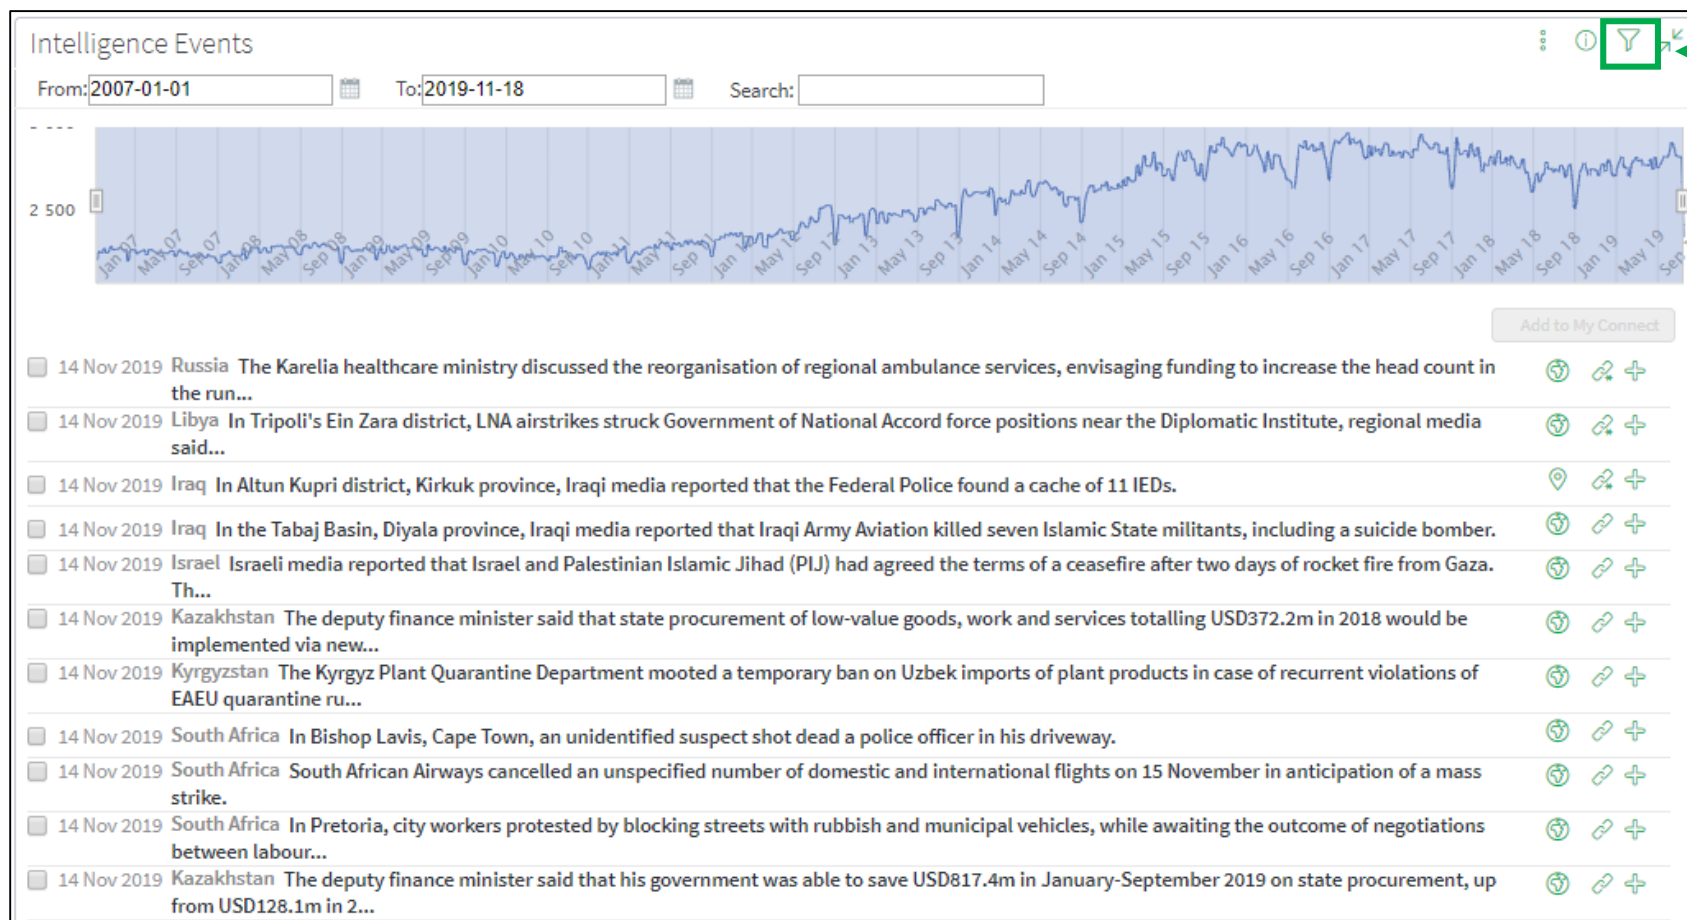 Intelligence Events
From: 2007-01-01 To: 2019-11-18 Search:
2 500
Jan 07 May 07 Sep 07 Jan 08 May 08 Sep 08 Jan 09 May 09 Sep 09 Jan 10 May 10 Sep 10 Jan 11 May 11 Sep 11 Jan 12 May 12 Sep 12 Jan 13 May 13 Sep 13 Jan 14 May 14 Sep 14 Jan 15 May 15 Sep 15 Jan 16 May 16 Sep 16 Jan 17 May 17 Sep 17 Jan 18 May 18 Sep 18 Jan 19 May 19 Sep
Add to My Connect
14 Nov 2019 Russia The Karelia healthcare ministry discussed the reorganisation of regional ambulance services, envisaging funding to increase the head count in
the run...
14 Nov 2019 Libya In Tripoli's Ein Zara district, LNA airstrikes struck Government of National Accord force positions near the Diplomatic Institute, regional media
said...
14 Nov 2019 Iraq In Altun Kupri district, Kirkuk province, Iraqi media reported that the Federal Police found a cache of 11 IEDs.
14 Nov 2019 Iraq In the Tabaj Basin, Diyala province, Iraqi media reported that Iraqi Army Aviation killed seven Islamic State militants, including a suicide bomber.
14 Nov 2019 Israel Israeli media reported that Israel and Palestinian Islamic Jihad (PIJ) had agreed the terms of a ceasefire after two days of rocket fire from Gaza.
Th...
14 Nov 2019 Kazakhstan The deputy finance minister said that state procurement of low-value goods, work and services totalling USD372.2m in 2018 would be
implemented via new...
14 Nov 2019 Kyrgyzstan The Kyrgyz Plant Quarantine Department mooted a temporary ban on Uzbek imports of plant products in case of recurrent violations of
EAEU quarantine ru...
14 Nov 2019 South Africa In Bishop Lavis, Cape Town, an unidentified suspect shot dead a police officer in his driveway.
14 Nov 2019 South Africa South African Airways cancelled an unspecified number of domestic and international flights on 15 November in anticipation of a mass
strike.
14 Nov 2019 South Africa In Pretoria, city workers protested by blocking streets with rubbish and municipal vehicles, while awaiting the outcome of negotiations
between labour...
14 Nov 2019 Kazakhstan The deputy finance minister said that his government was able to save USD817.4m in January-September 2019 on state procurement, up
from USD128.1m in 2...